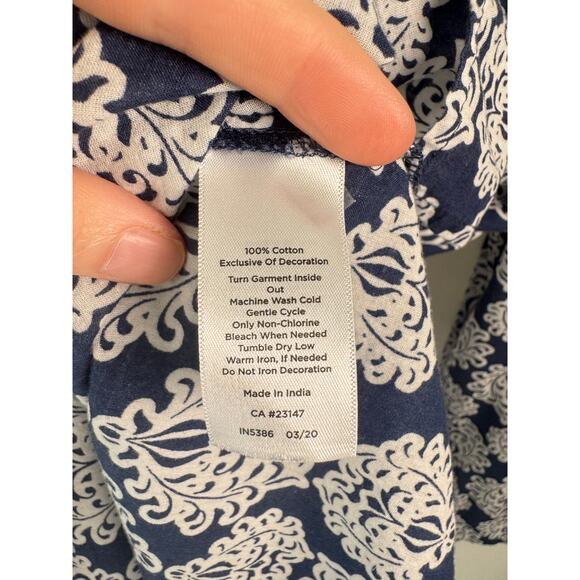 100% Cotton
Exclusive Of Decoration
Turn Garment Inside
Out
Machine Wash Cold
Gentle Cycle
Only Non-Chlorine
Bleach When Needed
Tumble Dry Low
Warm Iron, If Needed
Do Not Iron Decoration
Made In India
CA #23147
IN5386 03/20